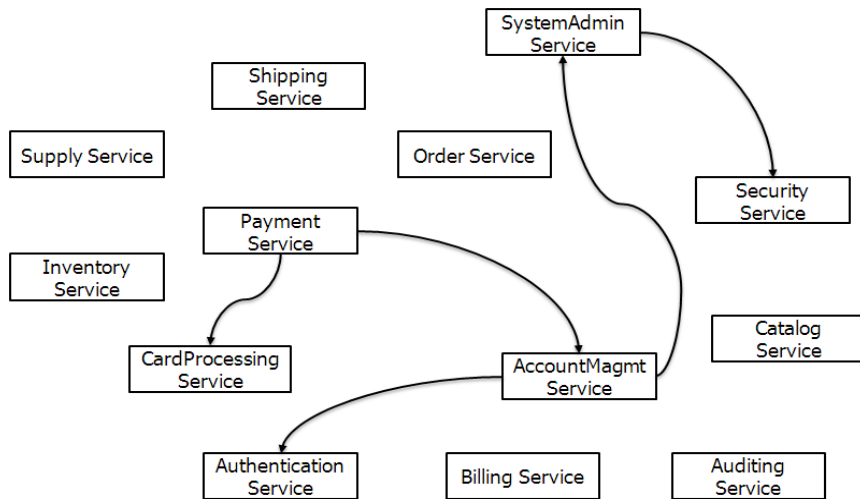 SystemAdmin
Service
Shipping
Service
Supply Service
Order Service
Security
Service
Payment
Service
Inventory
Service
Catalog
Service
CardProcessing
Service
AccountMagmt
Service
Authentication
Service
Billing Service
Auditing
Service